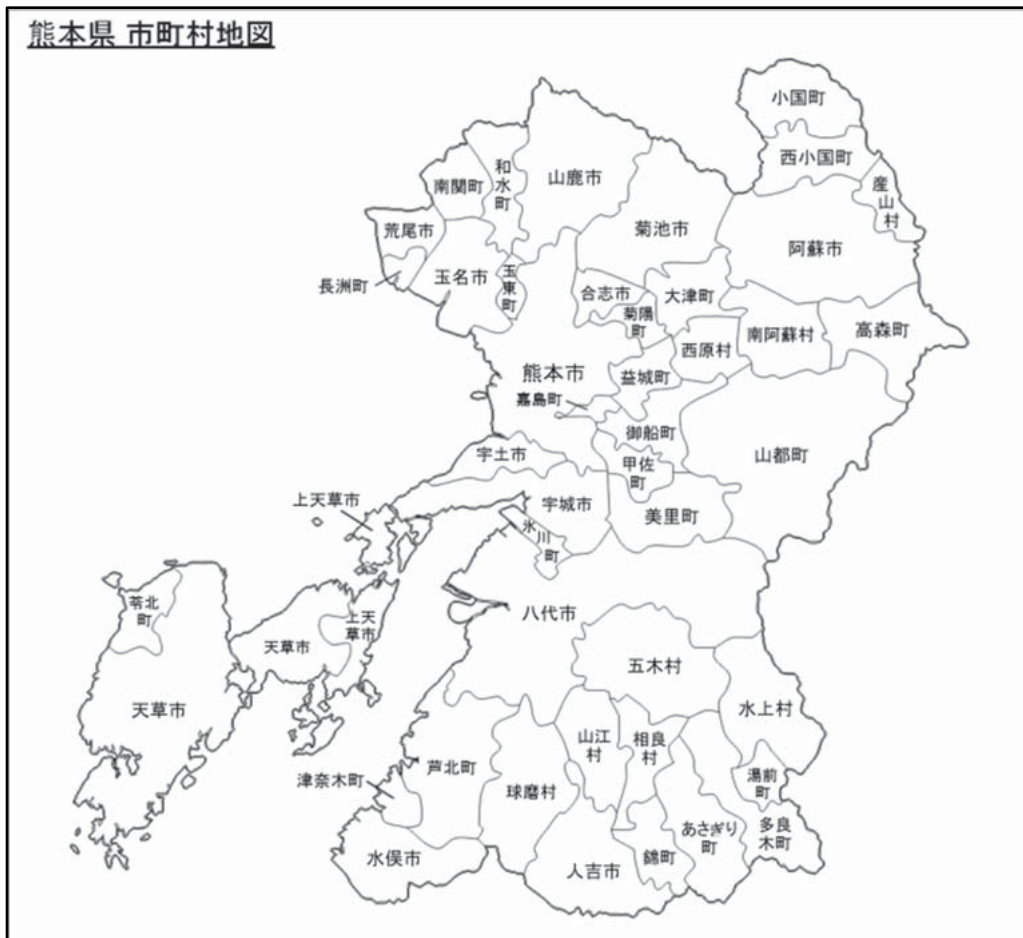 熊本県 市町村地図
小国町
西小国町
産
山
村
和
水
町
山鹿市
南関町
菊池市
阿蘇市
荒尾市
長洲町
玉名市
玉
東
町
合志市
大津町
菊陽
町
西原村
南阿蘇村
高森町
熊本市
益城町
嘉島町
御船町
宇土市
甲佐
町
山都町
上天草市
宇城市
美里町
氷
川
町
苓北
町
天草市
上天
草市
八代市
天草市
五木村
水上村
津奈木町
芦北町
球磨村
山江
村
相良
村
湯前
町
あさぎり
町
多良
木町
水俣市
人吉市
錦町